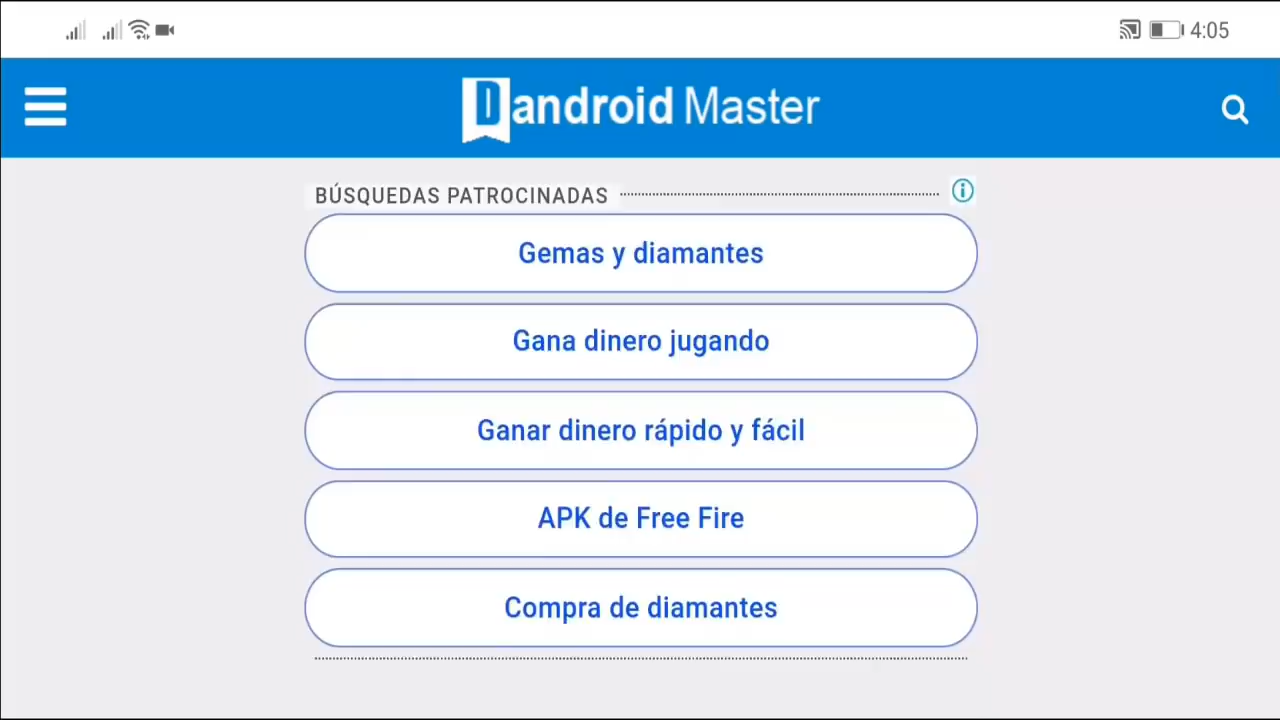 4:05
Dandroid Master
BÚSQUEDAS PATROCINADAS
Gemas y diamantes
Gana dinero jugando
Ganar dinero rápido y fácil
APK de Free Fire
Compra de diamantes